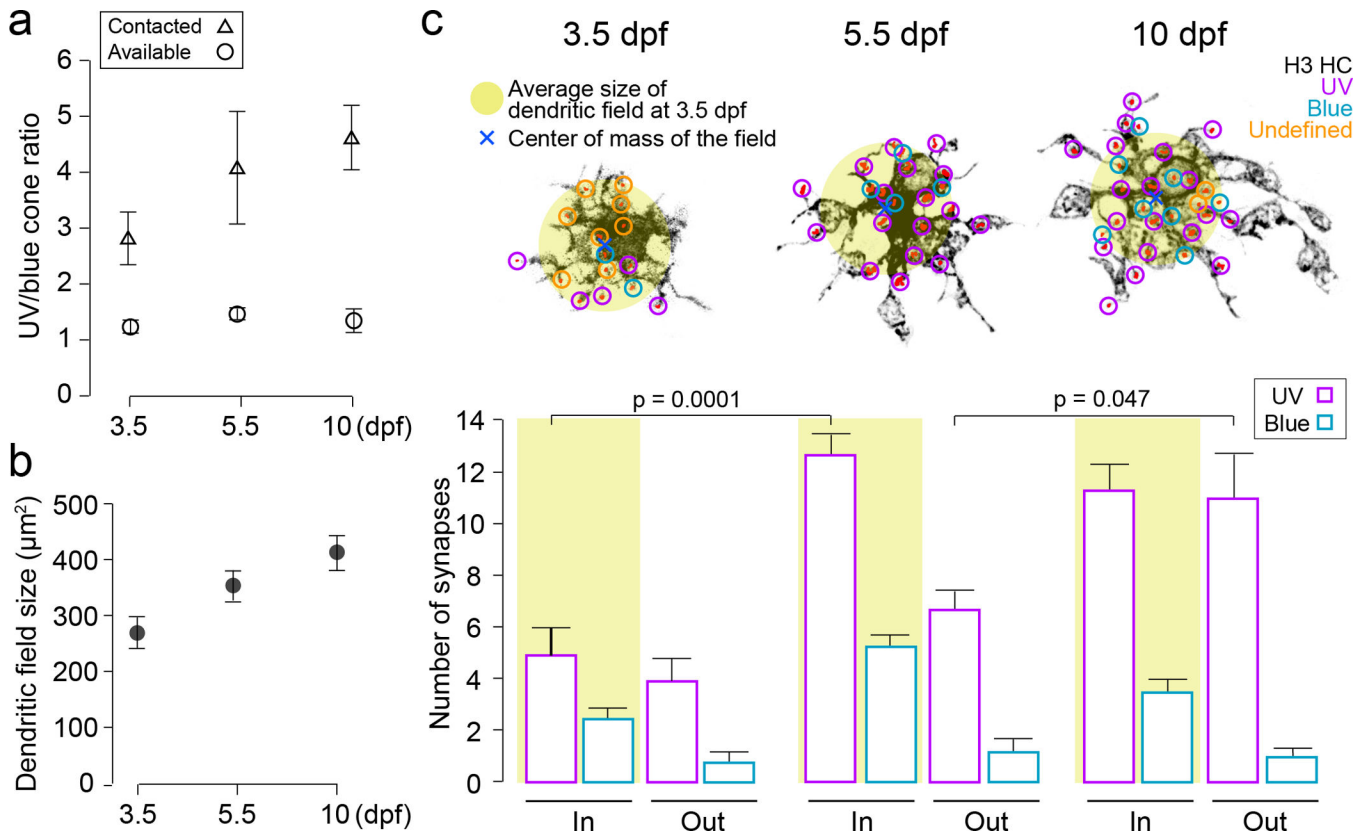 a
Contacted
Available
UV/blue cone ratio
6
5
4
3
2
1
0
3.5 5.5 10 (dpf)
b
Dendritic field size (µm²)
500
400
300
200
100
0
3.5 5.5 10 (dpf)
c
3.5 dpf 5.5 dpf 10 dpf
Average size of
dendritic field at 3.5 dpf
Center of mass of the field
H3 HC
UV
Blue
Undefined
UV
Blue
p = 0.0001 p = 0.047
Number of synapses
14
12
10
8
6
4
2
0
In Out In Out In Out